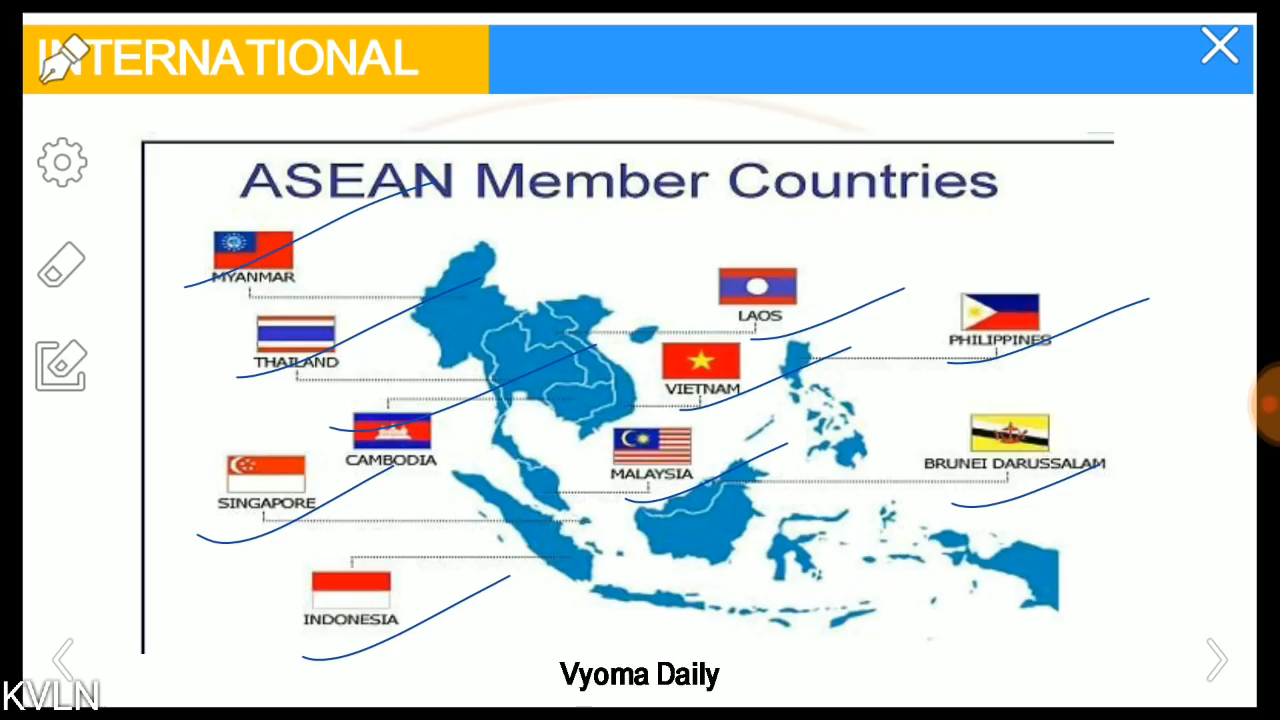 INTERNATIONAL
ASEAN Member Countries
MYANMAR
LAOS
PHILIPPINES
THAILAND
VIETNAM
CAMBODIA
MALAYSIA
BRUNEI DARUSSALAM
SINGAPORE
INDONESIA
Vyoma Daily
KVLN